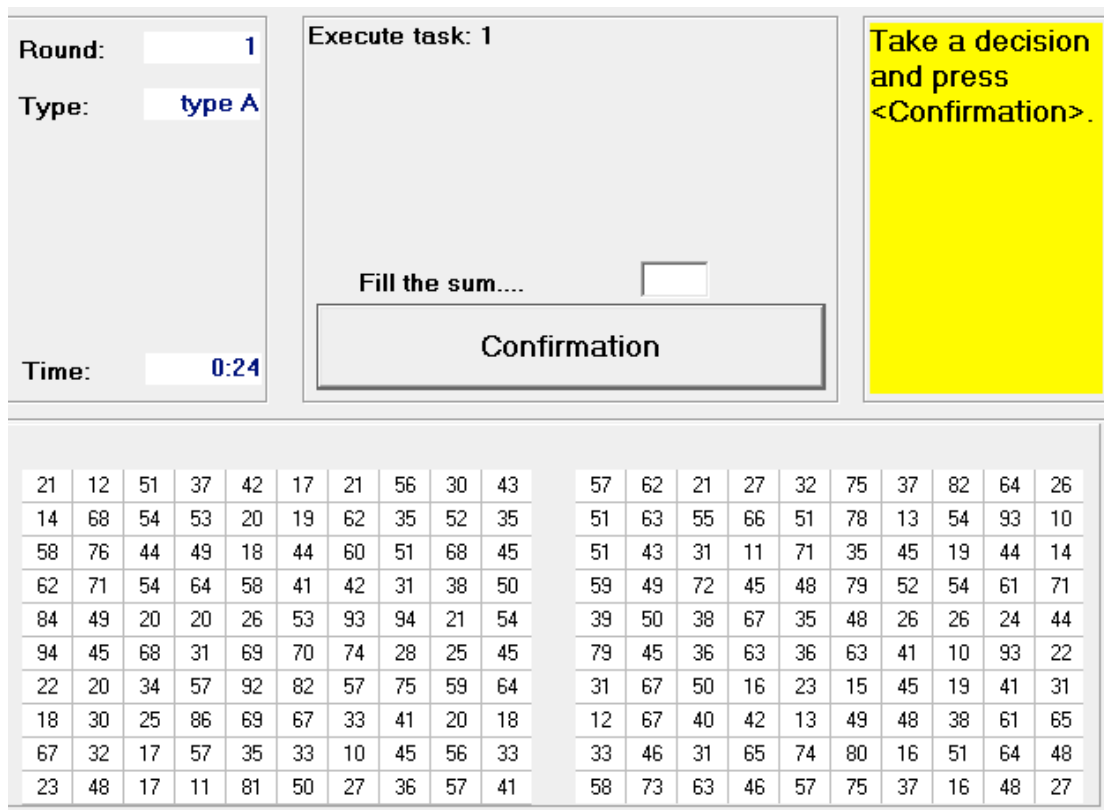 Round: 1
Type: type A
Time: 0:24
Execute task: 1
Fill the sum....
Confirmation
Take a decision
and press
<Confirmation>.
21 12 51 37 42 17 21 56 30 43
14 68 54 53 20 19 62 35 52 35
58 76 44 49 18 44 60 51 68 45
62 71 54 64 58 41 42 31 38 50
84 49 20 20 26 53 93 94 21 54
94 45 68 31 69 70 74 28 25 45
22 20 34 57 92 82 57 75 59 64
18 30 25 86 69 67 33 41 20 18
67 32 17 57 35 33 10 45 56 33
23 48 17 11 81 50 27 36 57 41
57 62 21 27 32 75 37 82 64 26
51 63 55 66 51 78 13 54 93 10
51 43 31 11 71 35 45 19 44 14
59 49 72 45 48 79 52 54 61 71
39 50 38 67 35 48 26 26 24 44
79 45 36 63 36 63 41 10 93 22
31 67 50 16 23 15 45 19 41 31
12 67 40 42 13 49 48 38 61 65
33 46 31 65 74 80 16 51 64 48
58 73 63 46 57 75 37 16 48 27